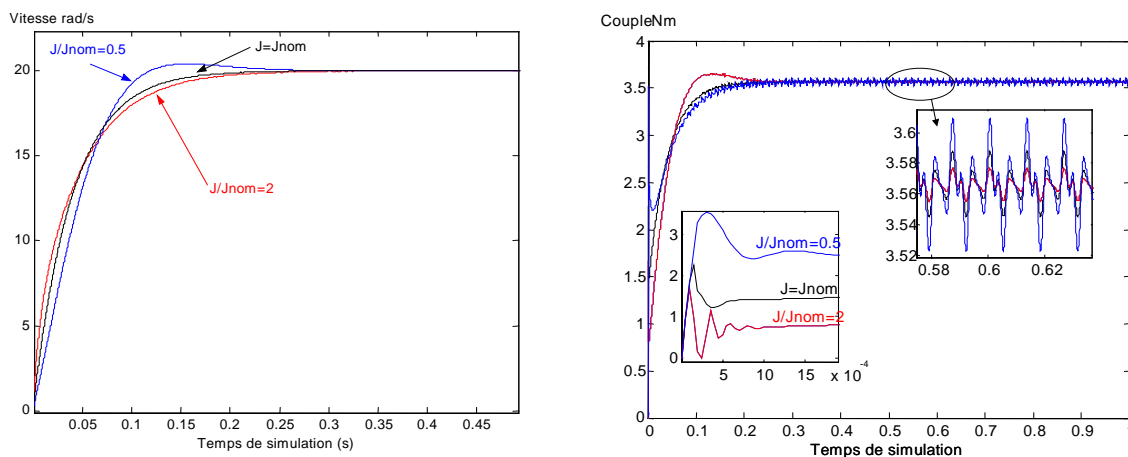 Vitesse rad/s
J/Jnom=0.5
J=Jnom
J/Jnom=2
20
15
10
5
0
0.05 0.1 0.15 0.2 0.25 0.3 0.35 0.4 0.45
Temps de simulation (s)
CoupleNm
4
3.5
3
2.5
2
1.5
1
0.5
0
0 0.1 0.2 0.3 0.4 0.5 0.6 0.7 0.8 0.9 1
Temps de simulation
3.6
3.58
3.56
3.54
3.52
0.58 0.6 0.62
3
2
1
0
J/Jnom=0.5
J=Jnom
J/Jnom=2
5 10 15
x 10-4